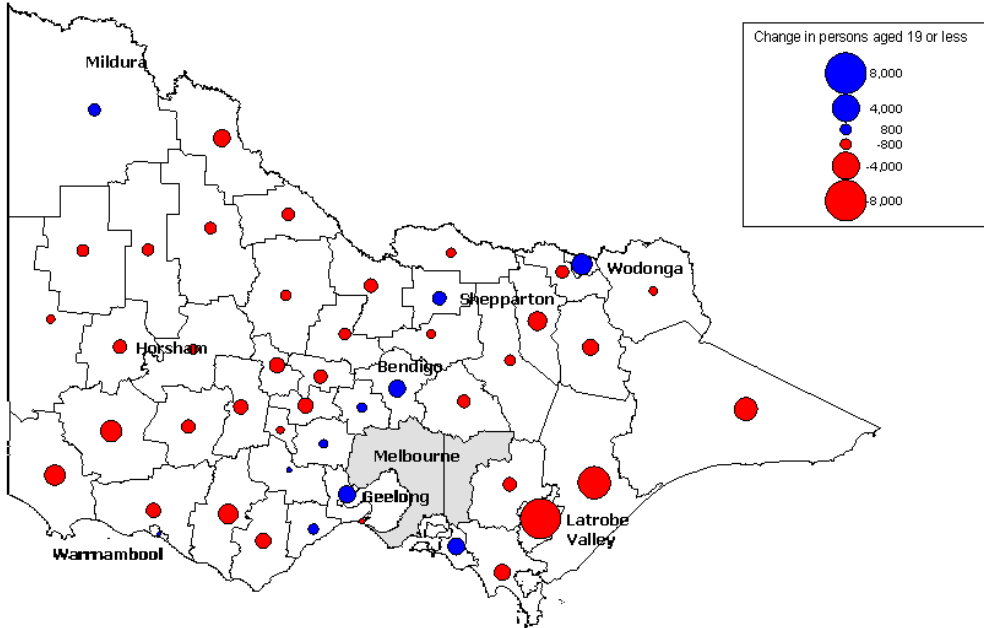 Change in persons aged 19 or less
8,000
4,000
800
-800
-4,000
-8,000
Mildura
Wodonga
Shepparton
Horsham
Bendigo
Melbourne
Geelong
Latrobe
Valley
Warrnambool